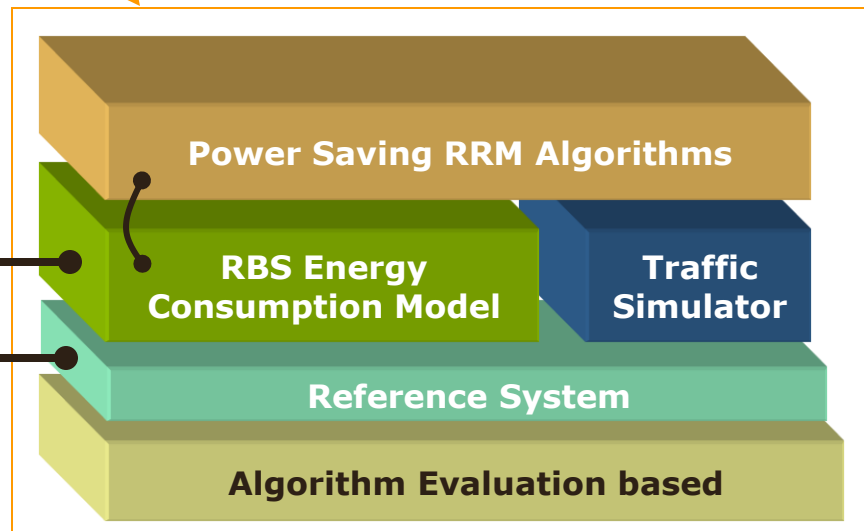 Power Saving RRM Algorithms
RBS Energy
Consumption Model
Traffic
Simulator
Reference System
Algorithm Evaluation based